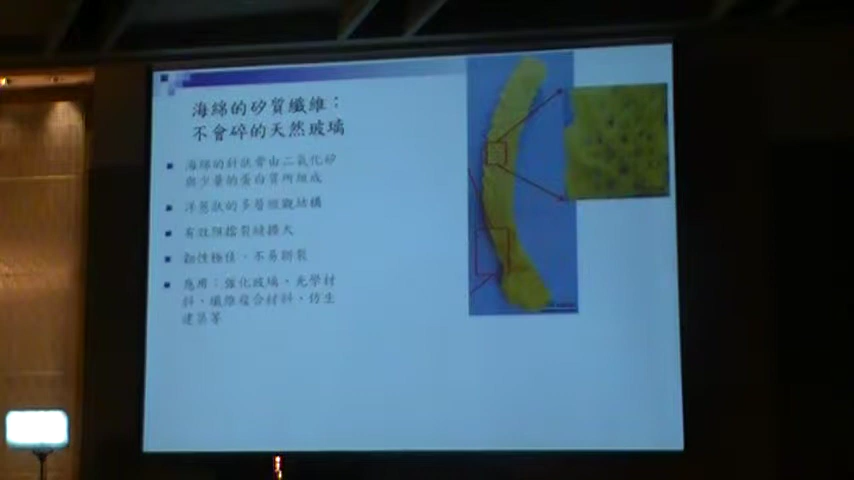 海綿的矽質纖維：
不會碎的天然玻璃
海綿的針狀骨由二氧化矽
與少量的蛋白質所組成
洋蔥狀的多層微觀結構
有效阻擋裂縫擴大
韌性極佳、不易斷裂
應用：強化玻璃、光學材
料、纖維複合材料、仿生
建築等